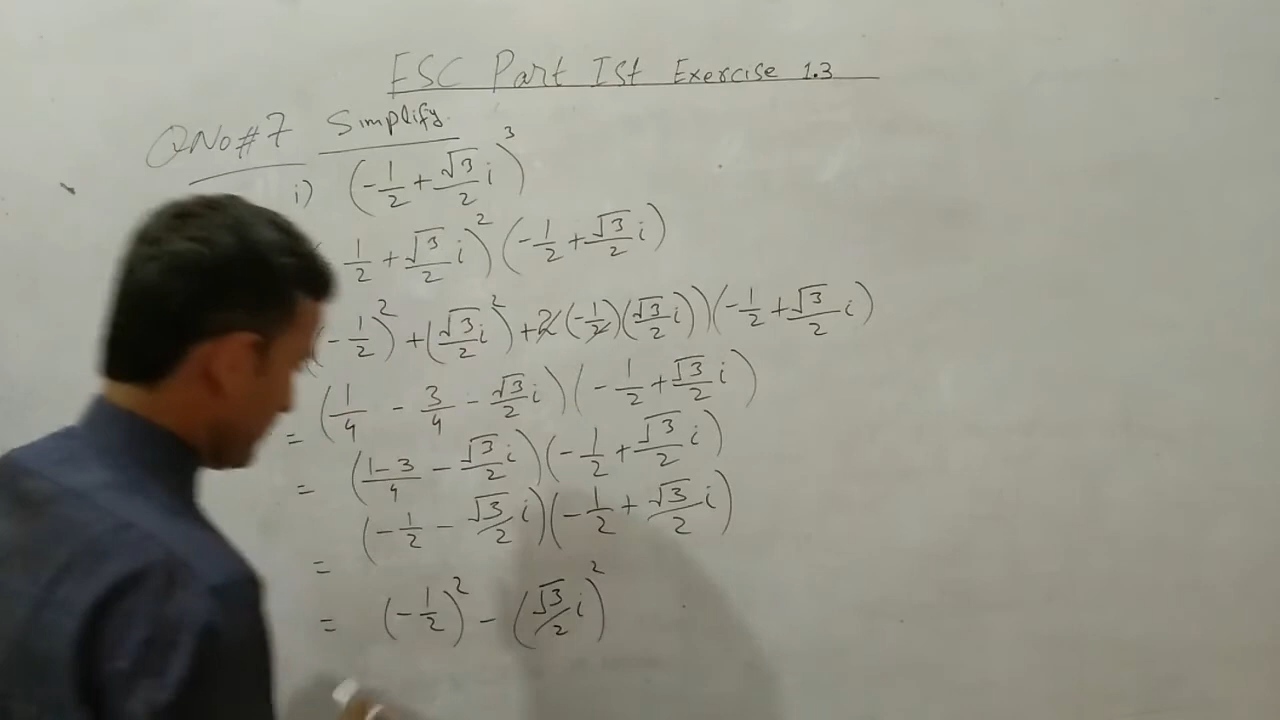 FSC Part Ist Exercise 1.3
QNo#7 Simplify
i) (-1/2 + √3/2 i)^3
1/2 + √3/2 i)^2 (-1/2 + √3/2 i)
(-1/2)^2 + (√3/2 i)^2 + 2(-1/2)(√3/2 i))(-1/2 + √3/2 i)
= (1/4 - 3/4 - √3/2 i)(-1/2 + √3/2 i)
= (1-3/4 - √3/2 i)(-1/2 + √3/2 i)
= (-1/2 - √3/2 i)(-1/2 + √3/2 i)
= (-1/2)^2 - (√3/2 i)^2